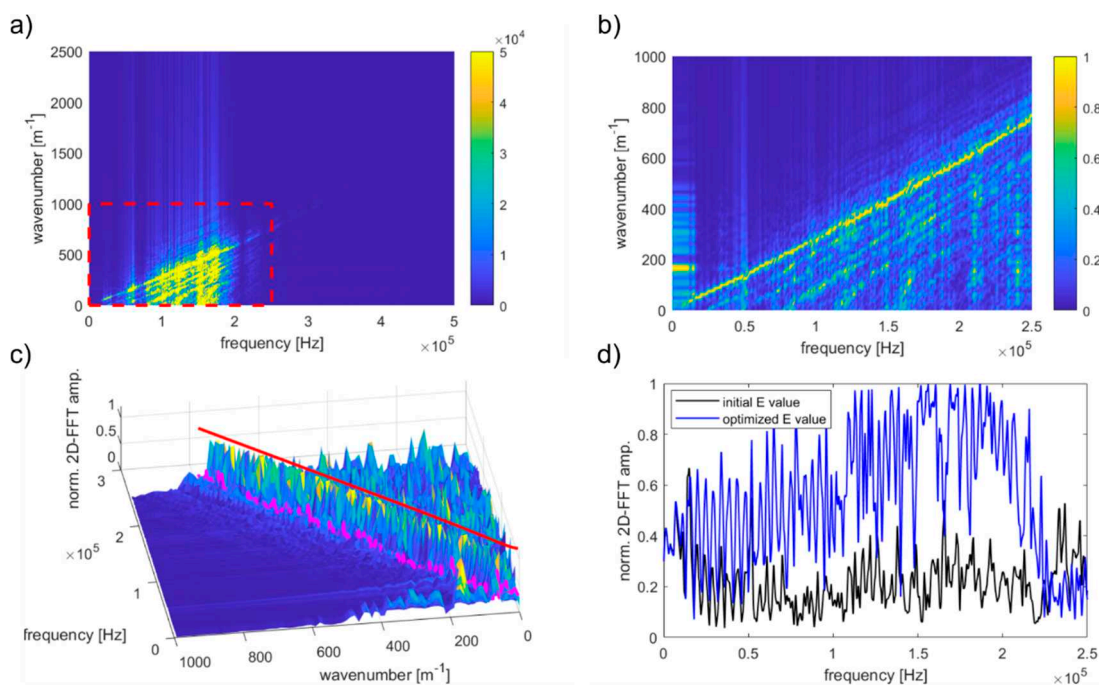 a)
×10⁴
2500
2000
1500
1000
500
0
wavenumber [m⁻¹]
0 1 2 3 4 5
frequency [Hz]
×10⁵
5
4
3
2
1
0
b)
1000
800
600
400
200
0
wavenumber [m⁻¹]
0 0.5 1 1.5 2 2.5
frequency [Hz]
×10⁵
1
0.8
0.6
0.4
0.2
0
c)
norm. 2D-FFT amp.
1
0.5
0
3
2
×10⁵
1
0
frequency [Hz]
1000 800 600 400 200 0
wavenumber [m⁻¹]
d)
1
0.8
0.6
0.4
0.2
0
norm. 2D-FFT amp.
initial E value
optimized E value
0 0.5 1 1.5 2 2.5
frequency [Hz]
×10⁵